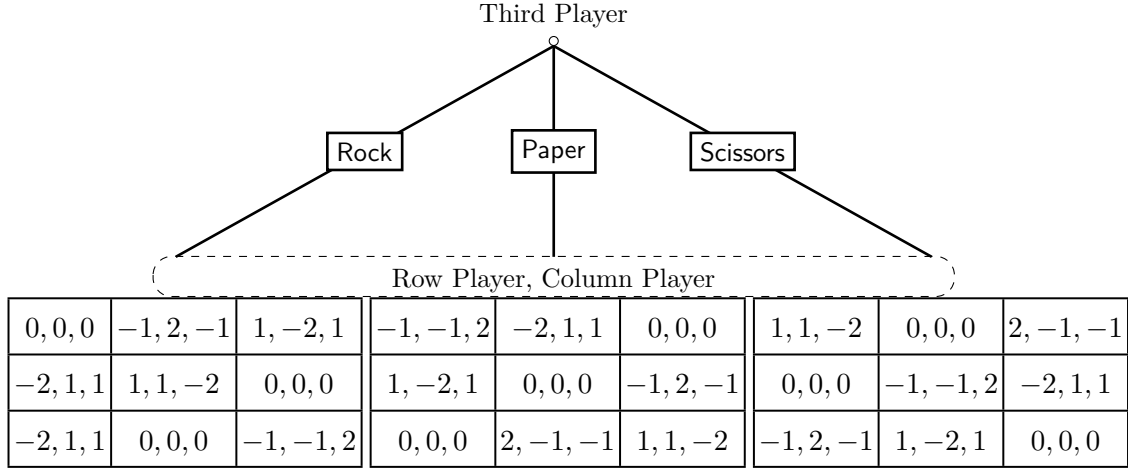 Third Player
Rock Paper Scissors
Row Player, Column Player
0, 0, 0 −1, 2, −1 1, −2, 1 −1, −1, 2 −2, 1, 1 0, 0, 0 1, 1, −2 0, 0, 0 2, −1, −1
−2, 1, 1 1, 1, −2 0, 0, 0 1, −2, 1 0, 0, 0 −1, 2, −1 0, 0, 0 −1, −1, 2 −2, 1, 1
−2, 1, 1 0, 0, 0 −1, −1, 2 0, 0, 0 2, −1, −1 1, 1, −2 −1, 2, −1 1, −2, 1 0, 0, 0